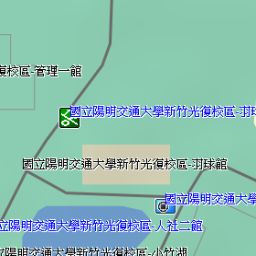 復校區-管理一館
國立陽明交通大學新竹光復校區-羽球
國立陽明交通大學新竹光復校區-羽球館
國立陽明交通大學
國立陽明交通大學新竹光復校區-人社二館
國立陽明交通大學新竹光復校區-小竹湖